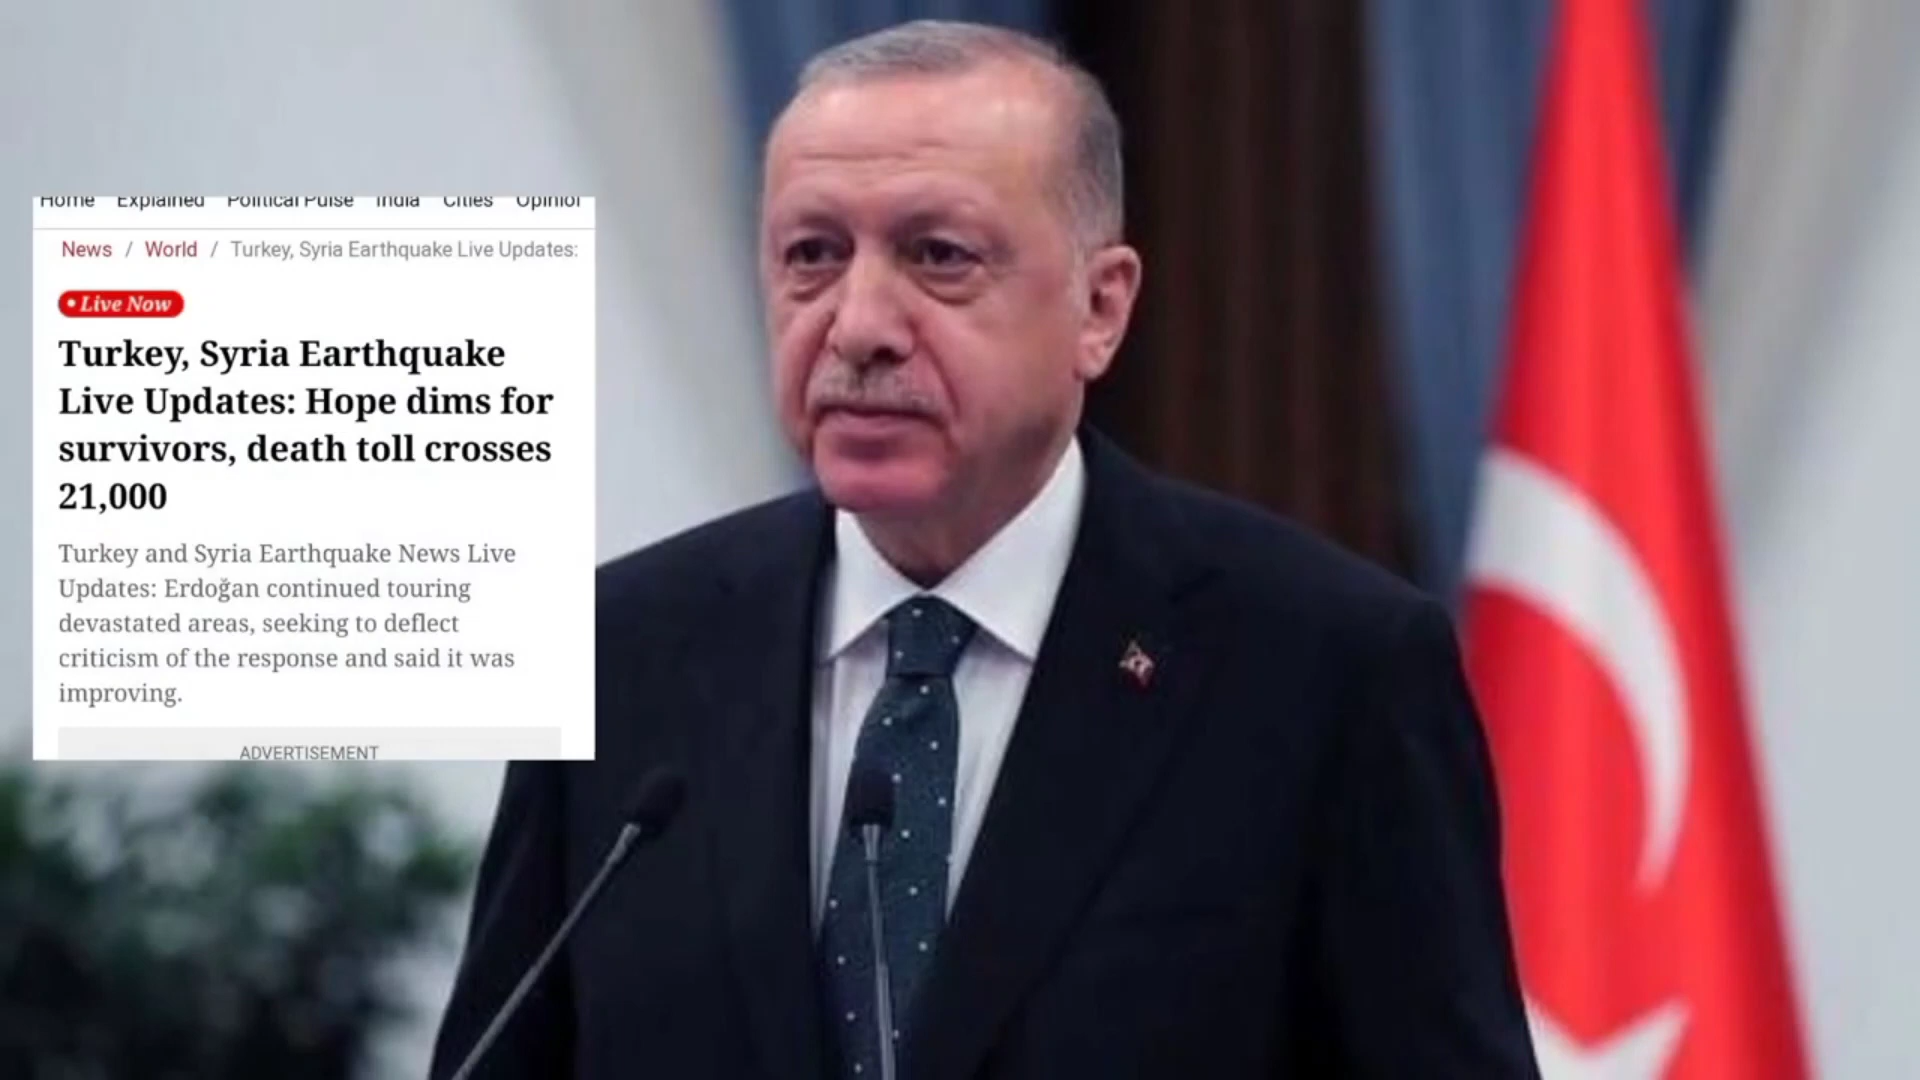 Home Explained Political Pulse India Cities Opinion
News / World / Turkey, Syria Earthquake Live Updates:
• Live Now
Turkey, Syria Earthquake
Live Updates: Hope dims for
survivors, death toll crosses
21,000
Turkey and Syria Earthquake News Live
Updates: Erdoğan continued touring
devastated areas, seeking to deflect
criticism of the response and said it was
improving.
ADVERTISEMENT